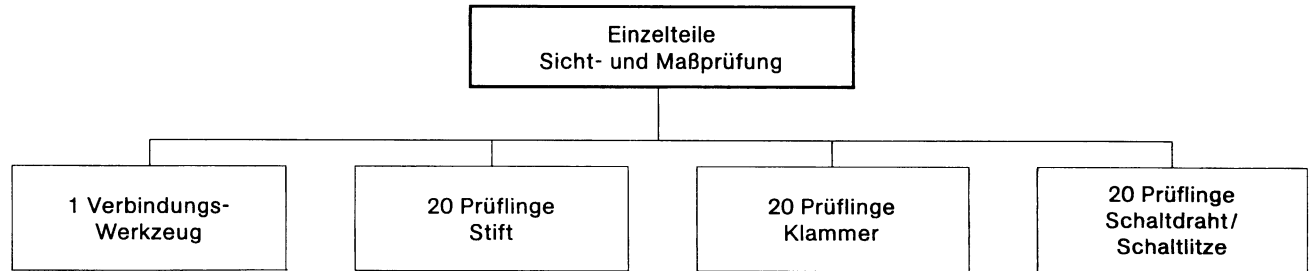 Einzelteile
Sicht- und Maßprüfung
1 Verbindungs-
Werkzeug
20 Prüflinge
Stift
20 Prüflinge
Klammer
20 Prüflinge
Schaltdraht/
Schaltlitze